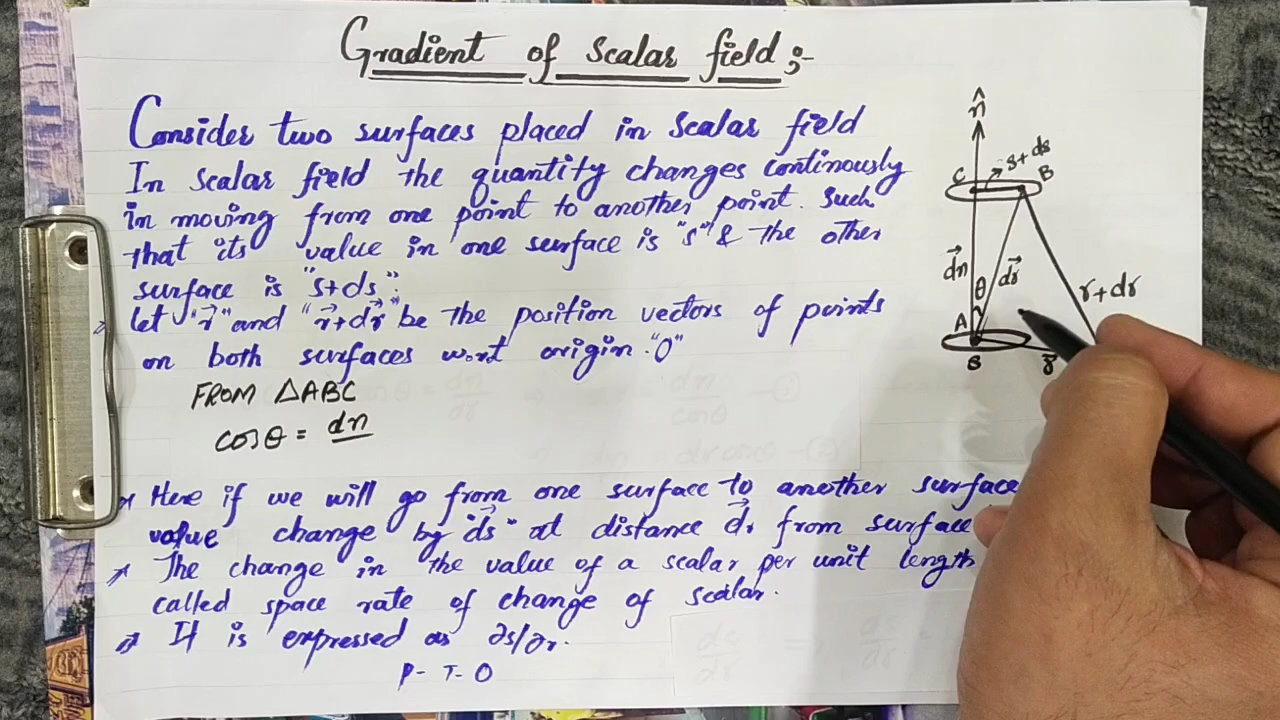 Gradient of scalar field :-
Consider two surfaces placed in scalar field
In scalar field the quantity changes continously
in moving from one point to another point. Such
that its value in one surface is "s" & the other
surface is "s+ds".
let "r⃗" and "r⃗+dr⃗" be the position vectors of points
on both surfaces w.r.t origin "O"
FROM △ABC
cosθ = dn
Here if we will go from one surface to another surface
value change by "ds⃗" at distance d⃗r from surface
The change in the value of a scalar per unit length
called space rate of change of scalar.
It is expressed as ∂s/∂r.
P- T- O
n̂
s+ds
C
B
dn⃗
θ
dr⃗
r+dr
A
S